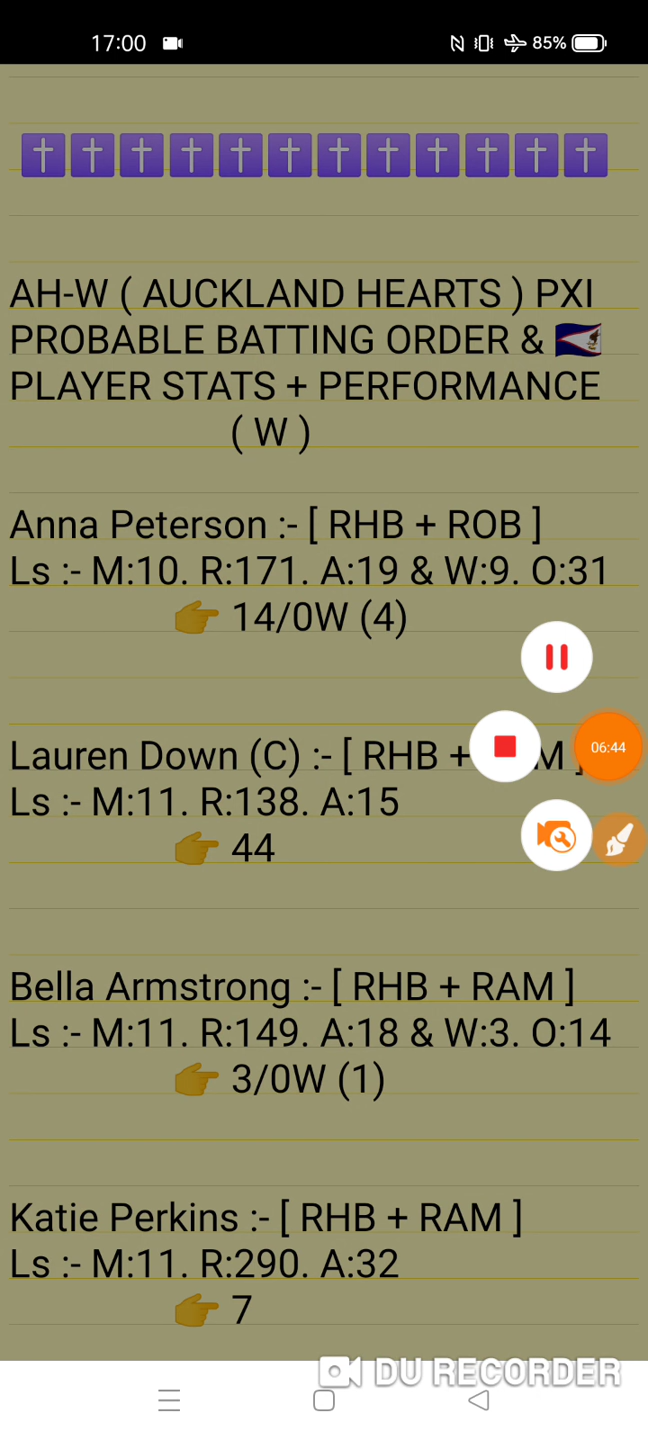 17:00 85%
AH-W ( AUCKLAND HEARTS ) PXI
PROBABLE BATTING ORDER & 🇦🇸
PLAYER STATS + PERFORMANCE
( W )
Anna Peterson :- [ RHB + ROB ]
Ls :- M:10. R:171. A:19 & W:9. O:31
👉 14/0W (4)
Lauren Down (C) :- [ RHB + M ]
06:44
Ls :- M:11. R:138. A:15
👉 44
Bella Armstrong :- [ RHB + RAM ]
Ls :- M:11. R:149. A:18 & W:3. O:14
👉 3/0W (1)
Katie Perkins :- [ RHB + RAM ]
Ls :- M:11. R:290. A:32
👉 7
DU RECORDER